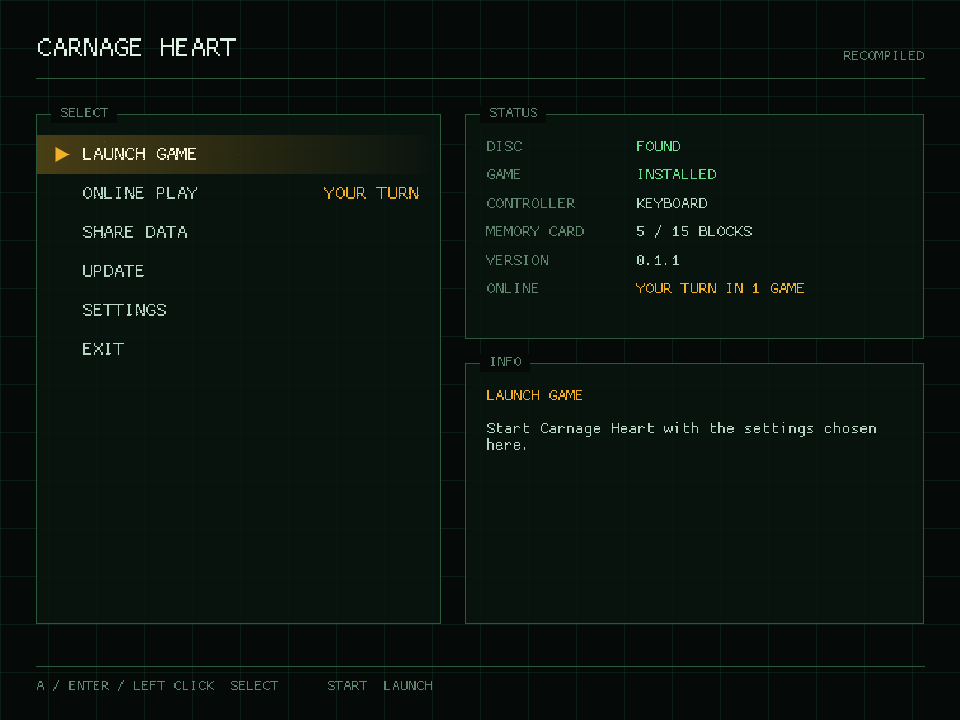 CARNAGE HEART
RECOMPILED
SELECT
LAUNCH GAME
ONLINE PLAY YOUR TURN
SHARE DATA
UPDATE
SETTINGS
EXIT
STATUS
DISC FOUND
GAME INSTALLED
CONTROLLER KEYBOARD
MEMORY CARD 5 / 15 BLOCKS
VERSION 0.1.1
ONLINE YOUR TURN IN 1 GAME
INFO
LAUNCH GAME
Start Carnage Heart with the settings chosen
here.
A / ENTER / LEFT CLICK SELECT START LAUNCH